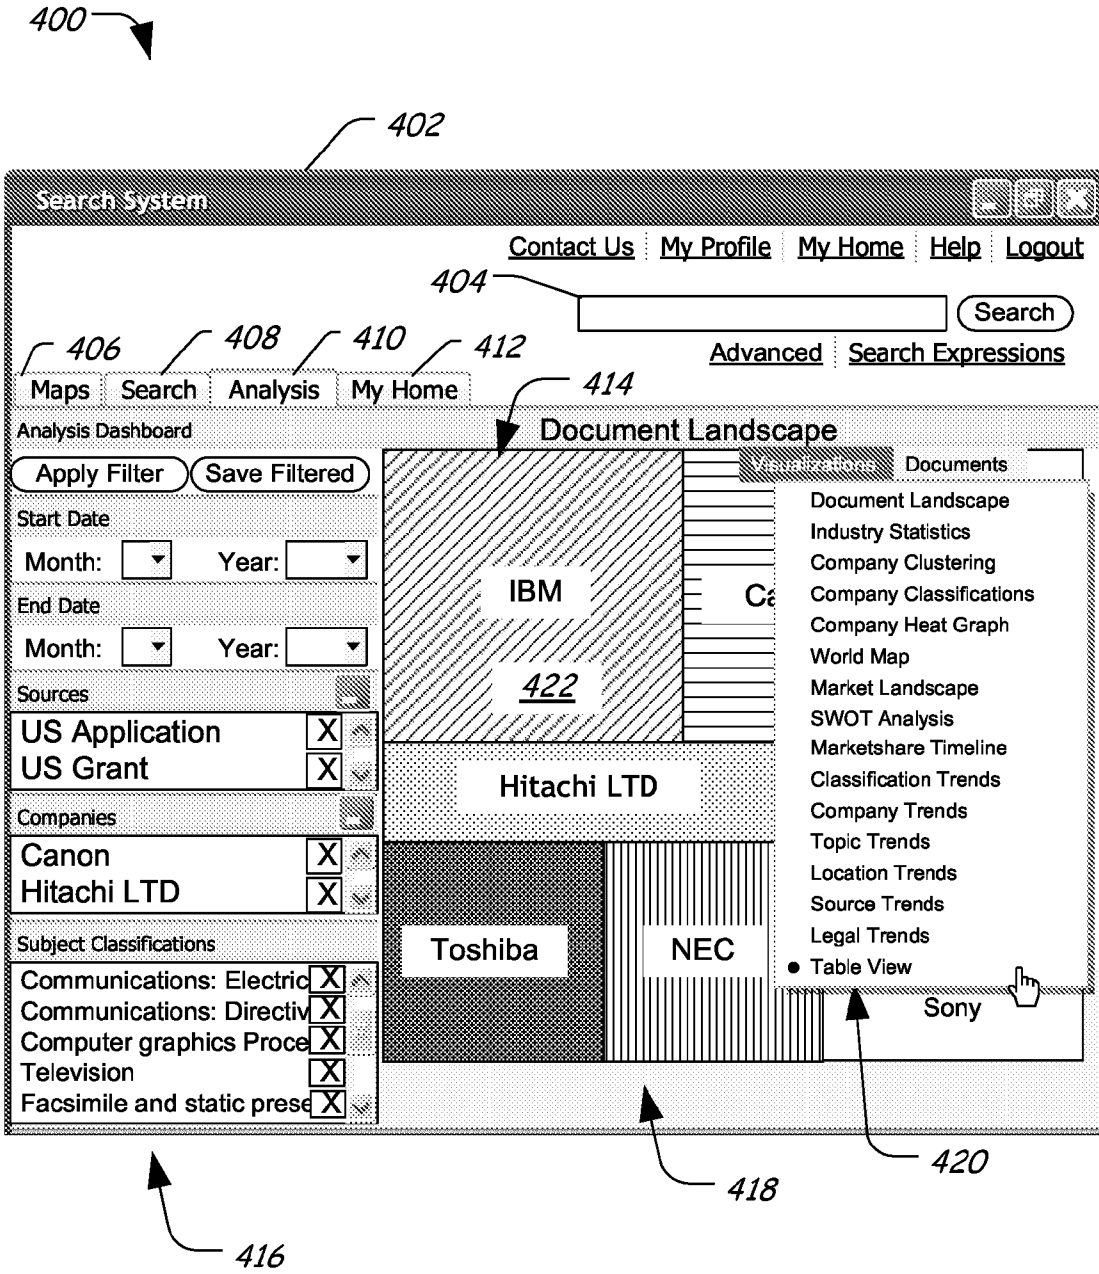 400
402
Search System
Contact Us My Profile My Home Help Logout
404
Search
406 408 410 412
Advanced Search Expressions
Maps Search Analysis My Home
414
Analysis Dashboard
Document Landscape
Apply Filter Save Filtered
Visualizations Documents
Start Date
Month: Year:
End Date
Month: Year:
Sources
US Application X
US Grant X
Companies
Canon X
Hitachi LTD X
Subject Classifications
Communications: Electric X
Communications: Directiv X
Computer graphics Proce X
Television X
Facsimile and static prese X
IBM
422
Ca
Hitachi LTD
Toshiba
NEC
Document Landscape
Industry Statistics
Company Clustering
Company Classifications
Company Heat Graph
World Map
Market Landscape
SWOT Analysis
Marketshare Timeline
Classification Trends
Company Trends
Topic Trends
Location Trends
Source Trends
Legal Trends
● Table View
Sony
420
418
416